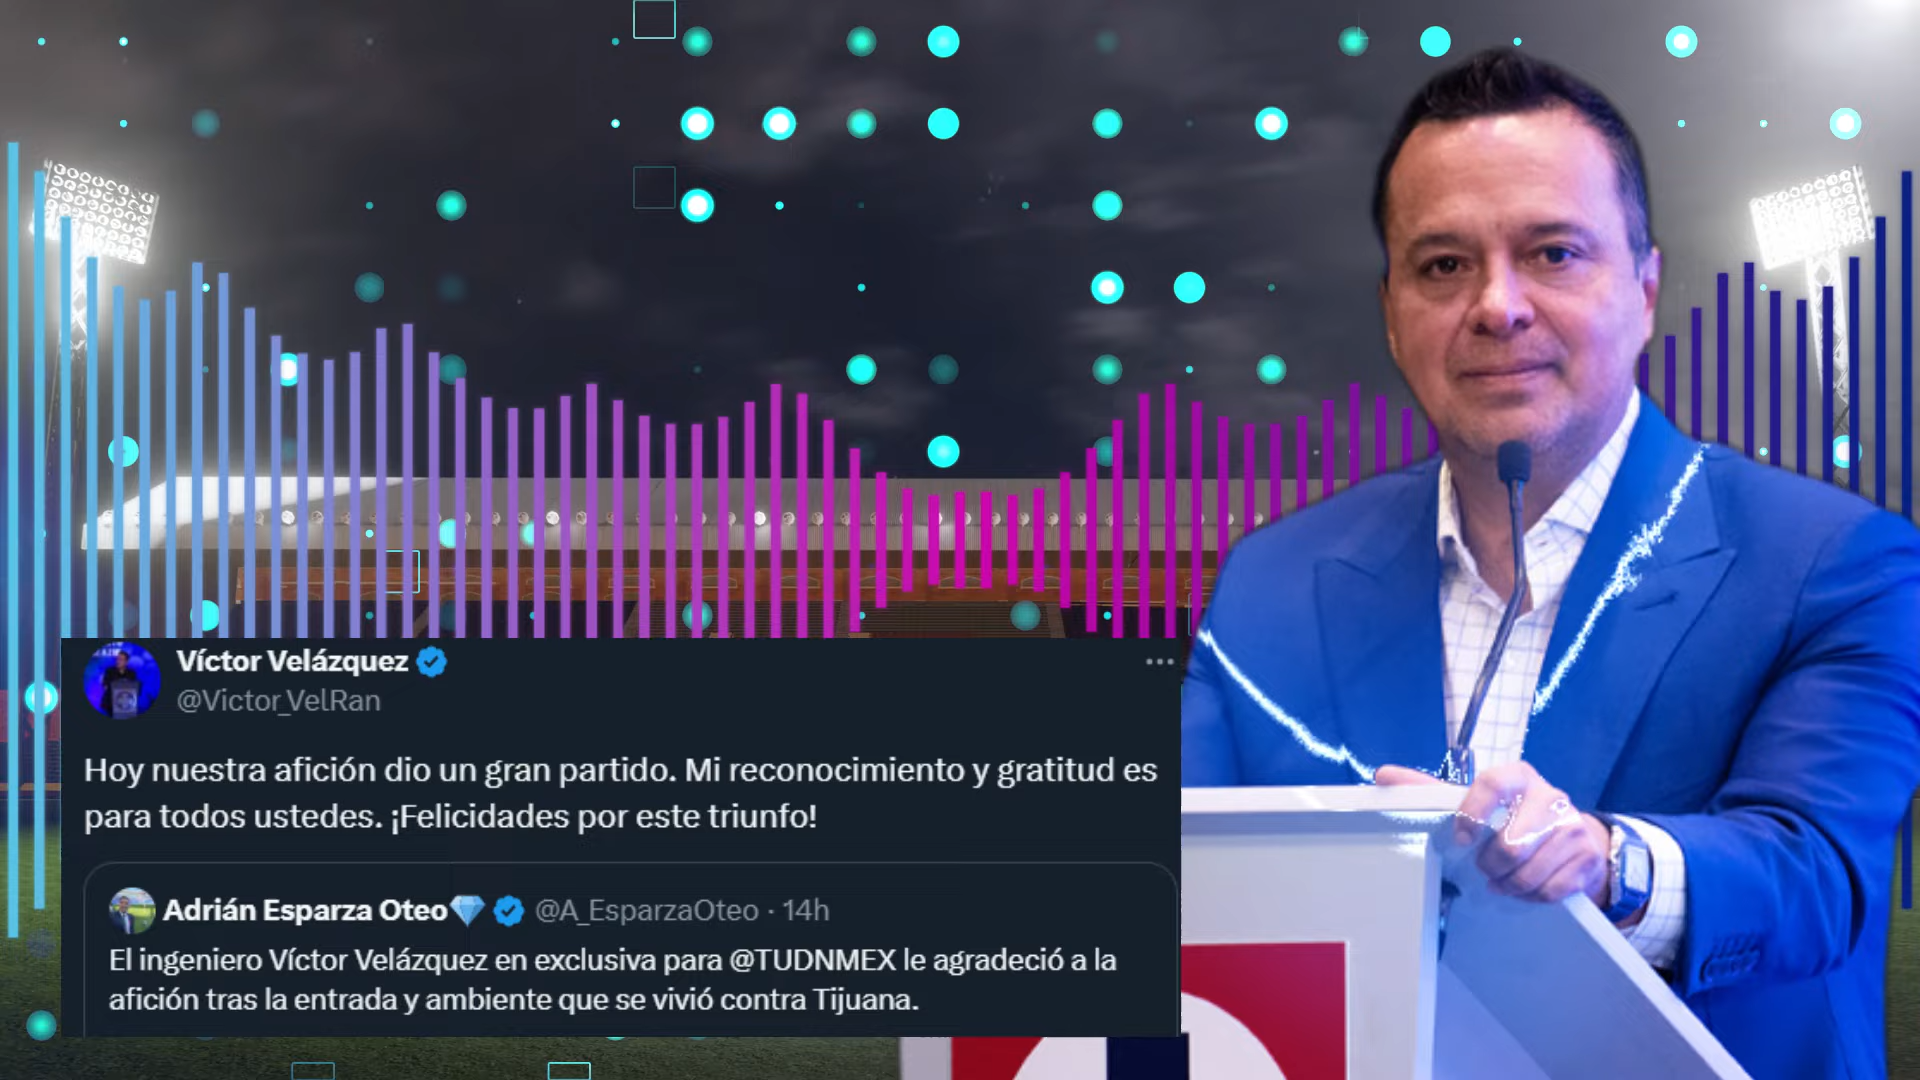 Víctor Velázquez
@Victor_VelRan
Hoy nuestra afición dio un gran partido. Mi reconocimiento y gratitud es
para todos ustedes. ¡Felicidades por este triunfo!
Adrián Esparza Oteo @A_EsparzaOteo · 14h
El ingeniero Víctor Velázquez en exclusiva para @TUDNMEX le agradeció a la
afición tras la entrada y ambiente que se vivió contra Tijuana.